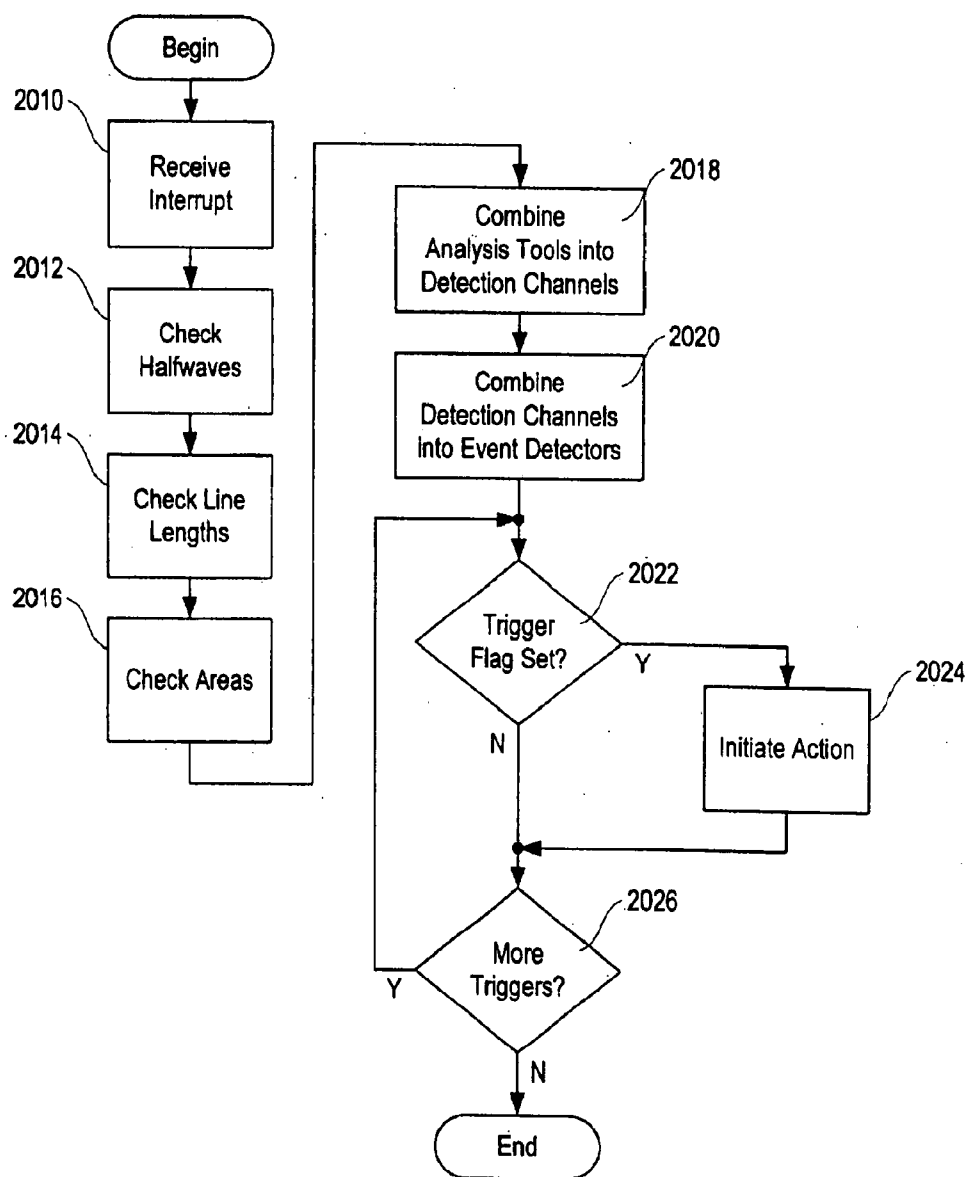 Begin
2010
Receive
Interrupt
2012
Check
Halfwaves
2014
Check Line
Lengths
2016
Check Areas
2018
Combine
Analysis Tools into
Detection Channels
2020
Combine
Detection Channels
into Event Detectors
2022
Trigger
Flag Set?
Y
N
2024
Initiate Action
2026
More
Triggers?
Y
N
End